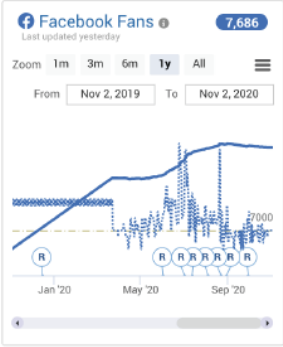 Facebook Fans 7,686
Last updated yesterday
Zoom 1m 3m 6m 1y All
From Nov 2, 2019 To Nov 2, 2020
7000
R R R R R R R R
Jan '20 May '20 Sep '20